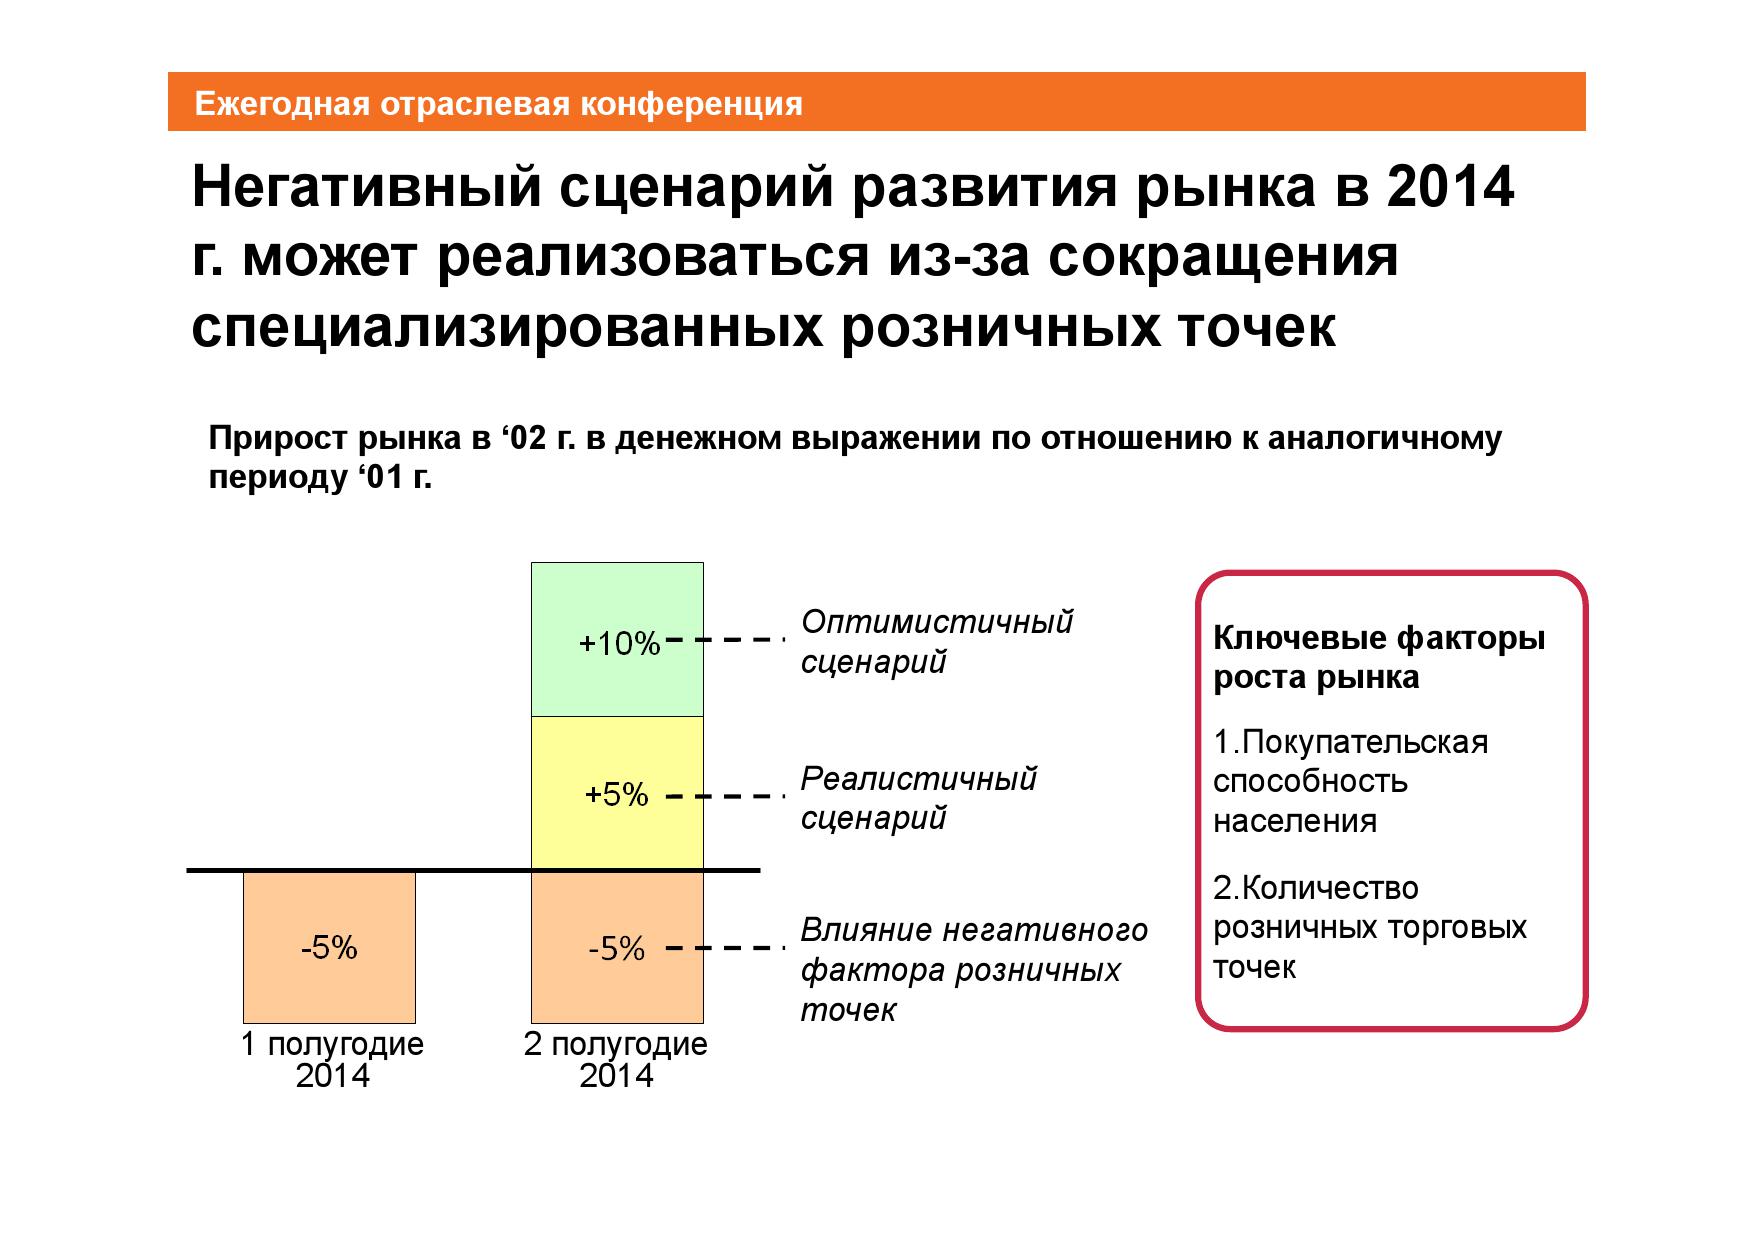 Ежегодная отраслевая конференция
Негативный сценарий развития рынка в 2014
г. может реализоваться из-за сокращения
специализированных розничных точек
Прирост рынка в ‘02 г. в денежном выражении по отношению к аналогичному
периоду ‘01 г.
+10%
Оптимистичный
сценарий
+5%
Реалистичный
сценарий
-5%
-5%
Влияние негативного
фактора розничных
точек
1 полугодие
2014
2 полугодие
2014
Ключевые факторы
роста рынка
1.Покупательская
способность
населения
2.Количество
розничных торговых
точек